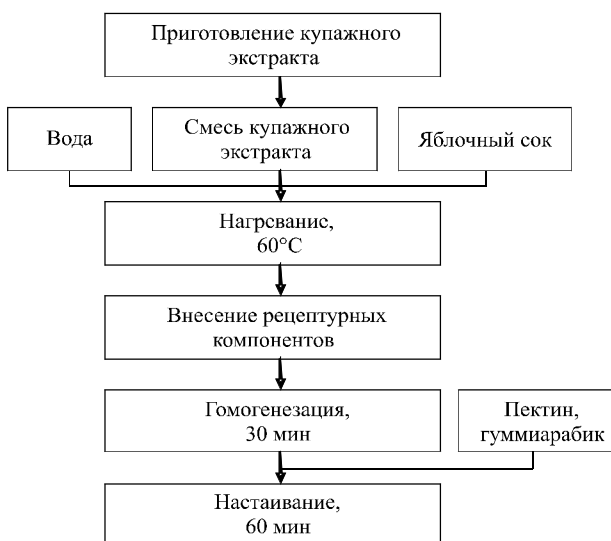 Приготовление купажного
экстракта
Вода
Смесь купажного
экстракта
Яблочный сок
Нагревание,
60°С
Внесение рецептурных
компонентов
Гомогенезация,
30 мин
Пектин,
гуммиарабик
Настаивание,
60 мин